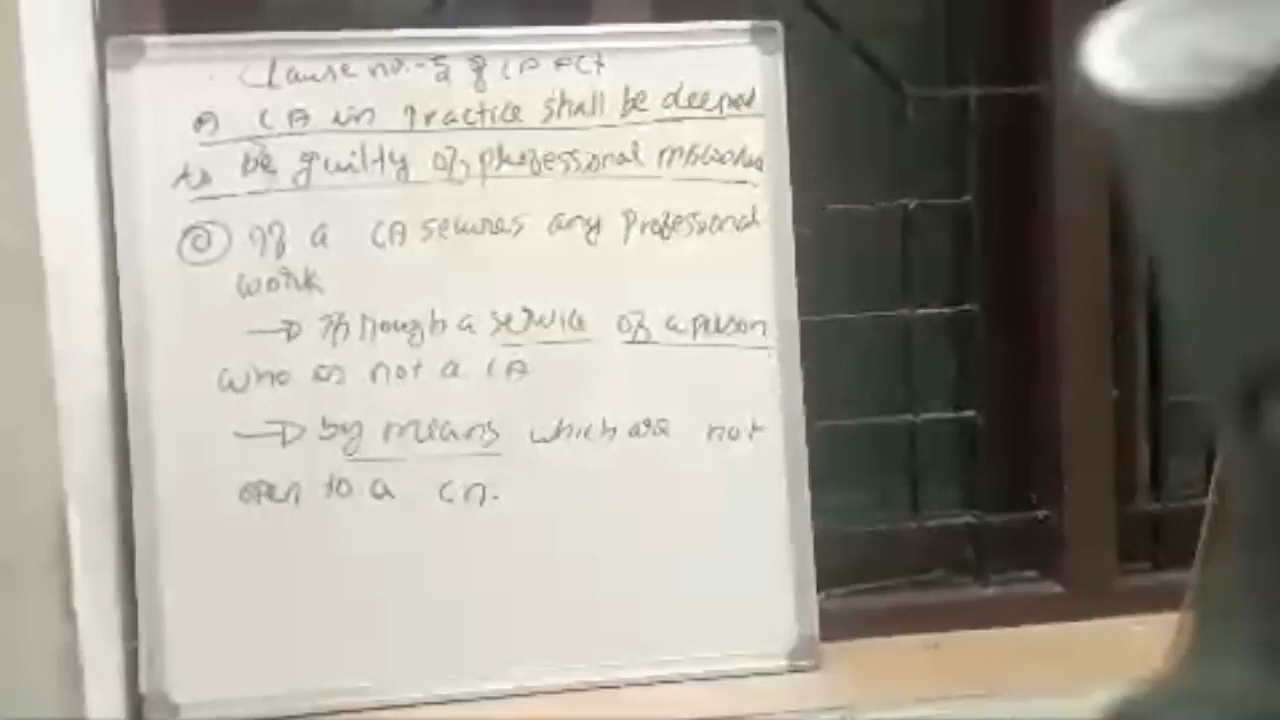 Clause no.-5 of CA Act
A CA in Practice shall be deemed
to be guilty of professional misconduct
If a CA secures any Professional
work
→ through a service of a person
who is not a CA
→ by means which are not
open to a CA.